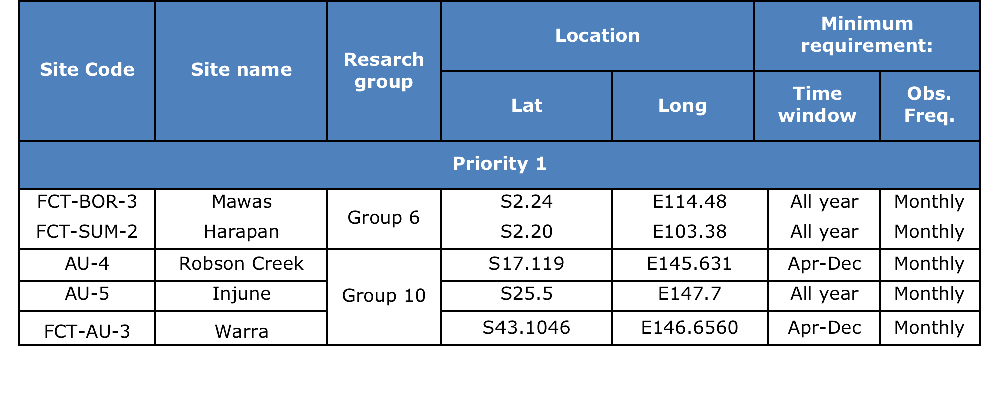 Site Code
Site name
Resarch
group
Location
Minimum
requirement:
Lat
Long
Time
window
Obs.
Freq.
Priority 1
FCT-BOR-3 Mawas Group 6 S2.24 E114.48 All year Monthly
FCT-SUM-2 Harapan S2.20 E103.38 All year Monthly
AU-4 Robson Creek Group 10 S17.119 E145.631 Apr-Dec Monthly
AU-5 Injune S25.5 E147.7 All year Monthly
FCT-AU-3 Warra S43.1046 E146.6560 Apr-Dec Monthly